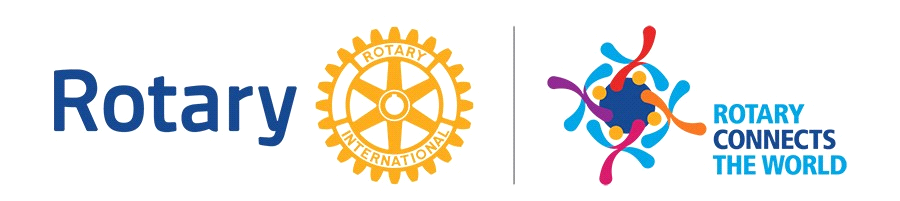 Rotary
ROTARY
INTERNATIONAL
ROTARY
CONNECTS
THE WORLD